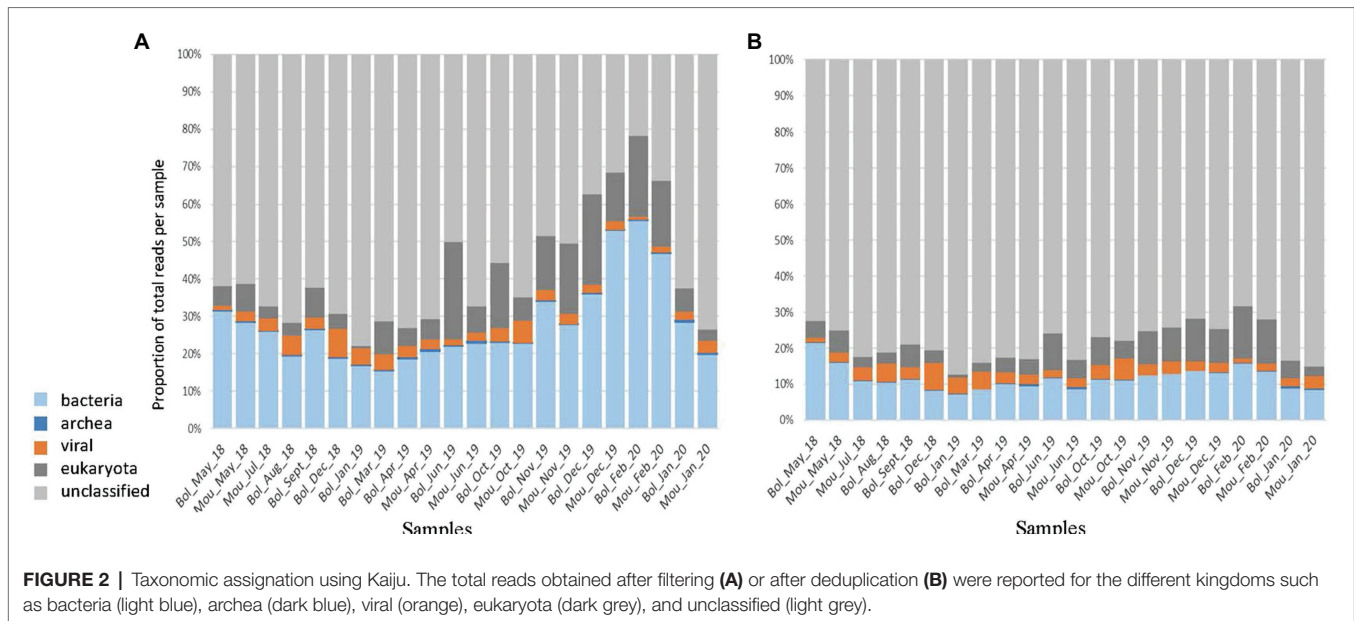 A
B
100%
90%
80%
70%
60%
50%
40%
30%
20%
10%
0%
Proportion of total reads per sample
bacteria
archea
viral
eukaryota
unclassified
Bol_May_18
Mou_May_18
Mou_Jul_18
Bol_Aug_18
Bol_Sept_18
Bol_Dec_18
Bol_Jan_19
Bol_Mar_19
Bol_Apr_19
Mou_Apr_19
Bol_Jun_19
Mou_Jun_19
Bol_Oct_19
Mou_Oct_19
Bol_Nov_19
Mou_Nov_19
Bol_Dec_19
Mou_Dec_19
Bol_Feb_20
Mou_Feb_20
Bol_Jan_20
Mou_Jan_20
Samples
100%
90%
80%
70%
60%
50%
40%
30%
20%
10%
0%
Bol_May_18
Mou_May_18
Mou_Jul_18
Bol_Aug_18
Bol_Sept_18
Bol_Dec_18
Bol_Jan_19
Bol_Mar_19
Bol_Apr_19
Mou_Apr_19
Bol_Jun_19
Mou_Jun_19
Bol_Oct_19
Mou_Oct_19
Bol_Nov_19
Mou_Nov_19
Bol_Dec_19
Mou_Dec_19
Bol_Feb_20
Mou_Feb_20
Bol_Jan_20
Mou_Jan_20
Samples
FIGURE 2 | Taxonomic assignation using Kaiju. The total reads obtained after filtering (A) or after deduplication (B) were reported for the different kingdoms such
as bacteria (light blue), archea (dark blue), viral (orange), eukaryota (dark grey), and unclassified (light grey).